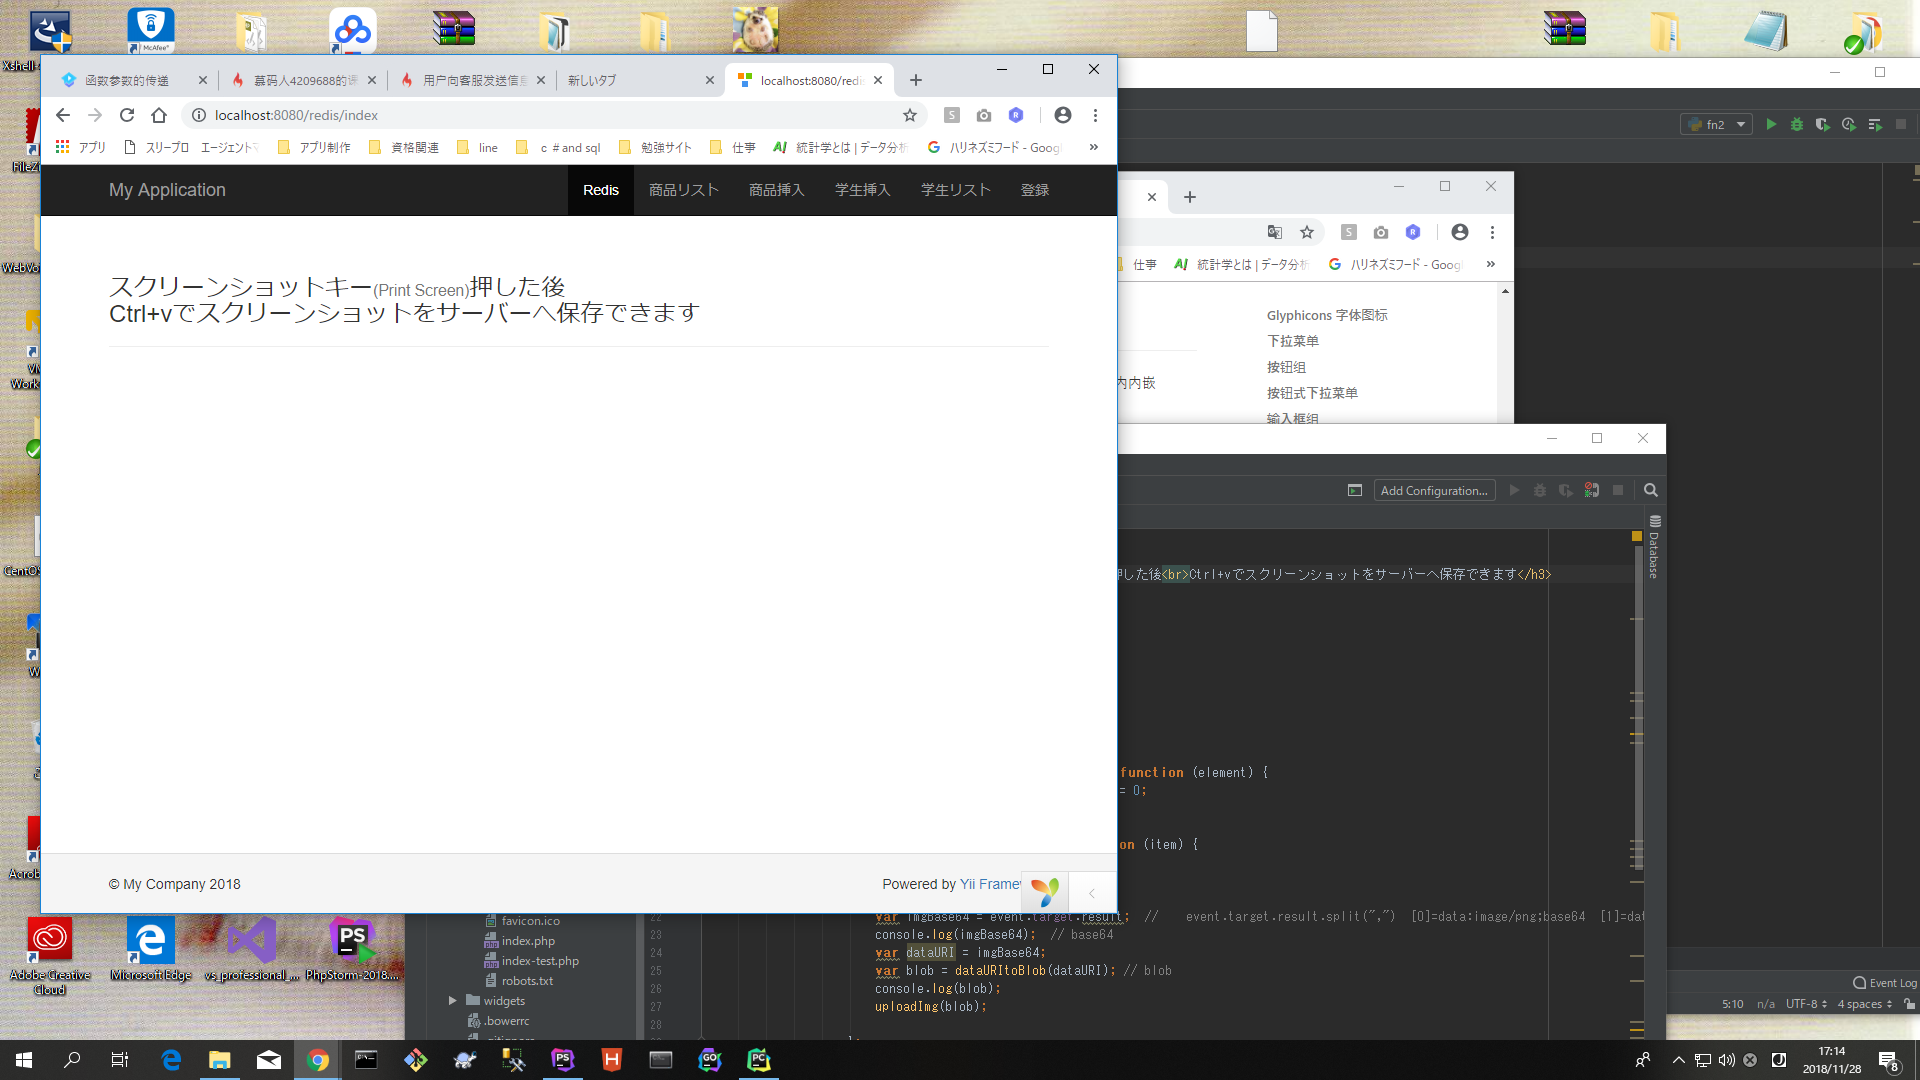 函数参数的传递
慕码人4209688的课
用户向客服发送信息
新しいタブ
localhost:8080/redis
localhost:8080/redis/index
アプリ
スリープロ エージェント
アプリ制作
資格関連
line
c # and sql
勉強サイト
仕事
統計学とは | データ分析
ハリネズミフード - Goog
»
My Application
Redis
商品リスト
商品挿入
学生挿入
学生リスト
登録
スクリーンショットキー(Print Screen)押した後
Ctrl+vでスクリーンショットをサーバーへ保存できます
© My Company 2018
Powered by Yii Frame
fn2
仕事
統計学とは | データ分析
ハリネズミフード - Goog
»
Glyphicons 字体图标
下拉菜单
按钮组
内嵌
按钮式下拉菜单
输入框组
Add Configuration...
Database
した後<br>Ctrl+vでスクリーンショットをサーバーへ保存できます</h3>
function (element) {
= 0;
on (item) {
22 var imgBase64 = event.target.result; // event.target.result.split(",") [0]=data:image/png;base64 [1]=dat
23 console.log(imgBase64); // base64
24 var dataURI = imgBase64;
25 var blob = dataURItoBlob(dataURI); // blob
26 console.log(blob);
27 uploadImg(blob);
28
favicon.ico
index.php
index-test.php
robots.txt
widgets
.bowerrc
Event Log
5:10 n/a UTF-8 4 spaces
Xshell
McAfee
FileZi
WebVo
Work
CentOS
Acroba
Adobe Creative
Cloud
Microsoft Edge
vs_professional_...
PhpStorm-2018....
17:14
2018/11/28
8